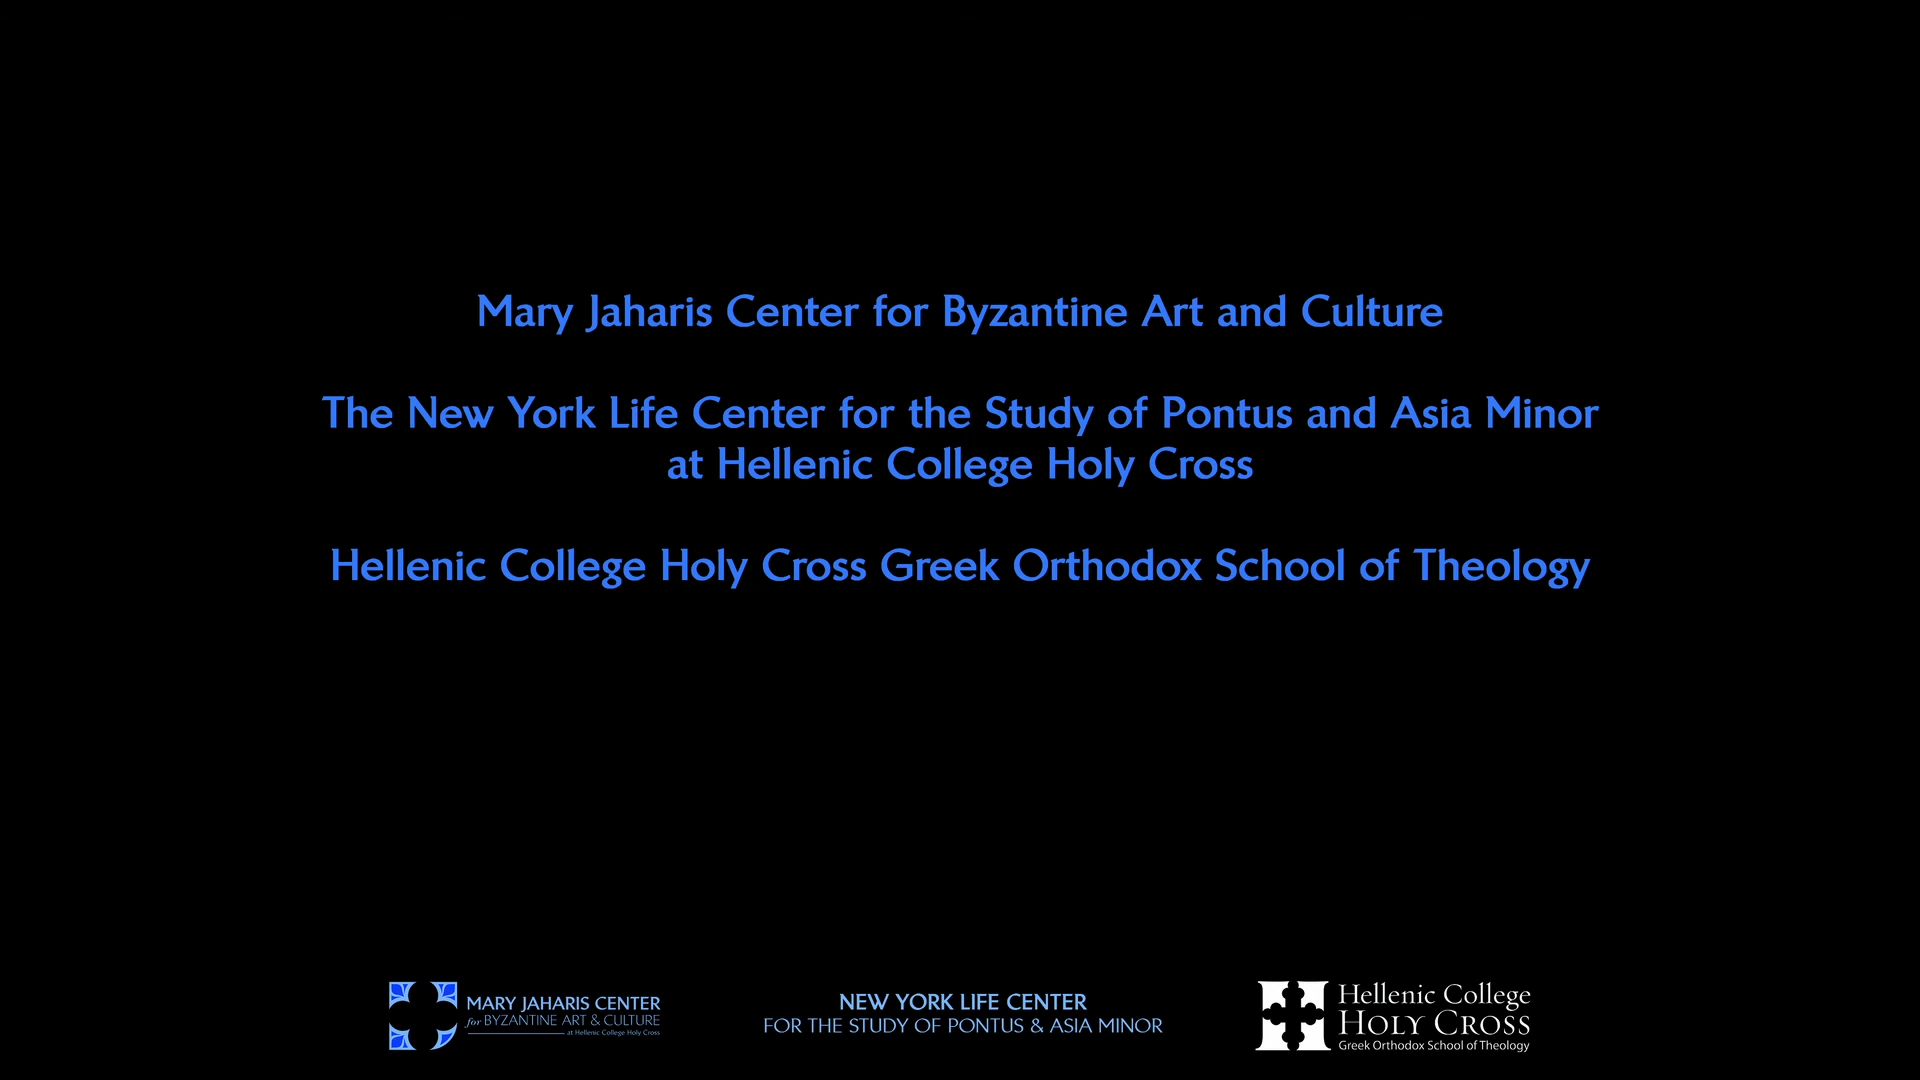 Mary Jaharis Center for Byzantine Art and Culture
The New York Life Center for the Study of Pontus and Asia Minor
at Hellenic College Holy Cross
Hellenic College Holy Cross Greek Orthodox School of Theology
MARY JAHARIS CENTER
for BYZANTINE ART & CULTURE
at Hellenic College Holy Cross
NEW YORK LIFE CENTER
FOR THE STUDY OF PONTUS & ASIA MINOR
Hellenic College
HOLY CROSS
Greek Orthodox School of Theology